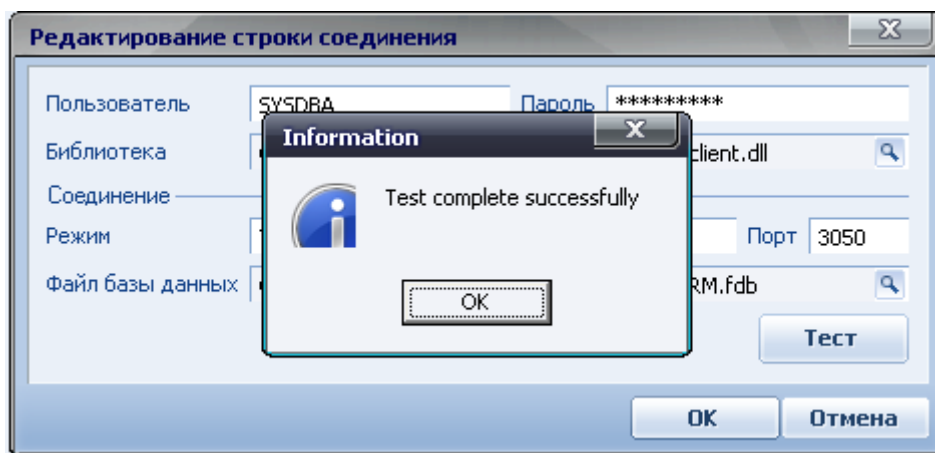 Редактирование строки соединения
Пользователь SYSDBA Пароль *********
Information
Библиотека client.dll
Test complete successfully
Соединение
Режим Порт 3050
Файл базы данных RM.fdb
OK
Тест
OK Отмена